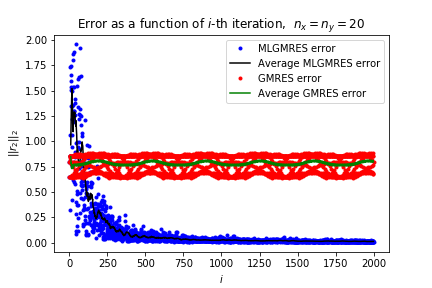 Error as a function of i-th iteration, n_x = n_y = 20
MLGMRES error
Average MLGMRES error
GMRES error
Average GMRES error
||r_2||_2
2.00
1.75
1.50
1.25
1.00
0.75
0.50
0.25
0.00
0 250 500 750 1000 1250 1500 1750 2000
i